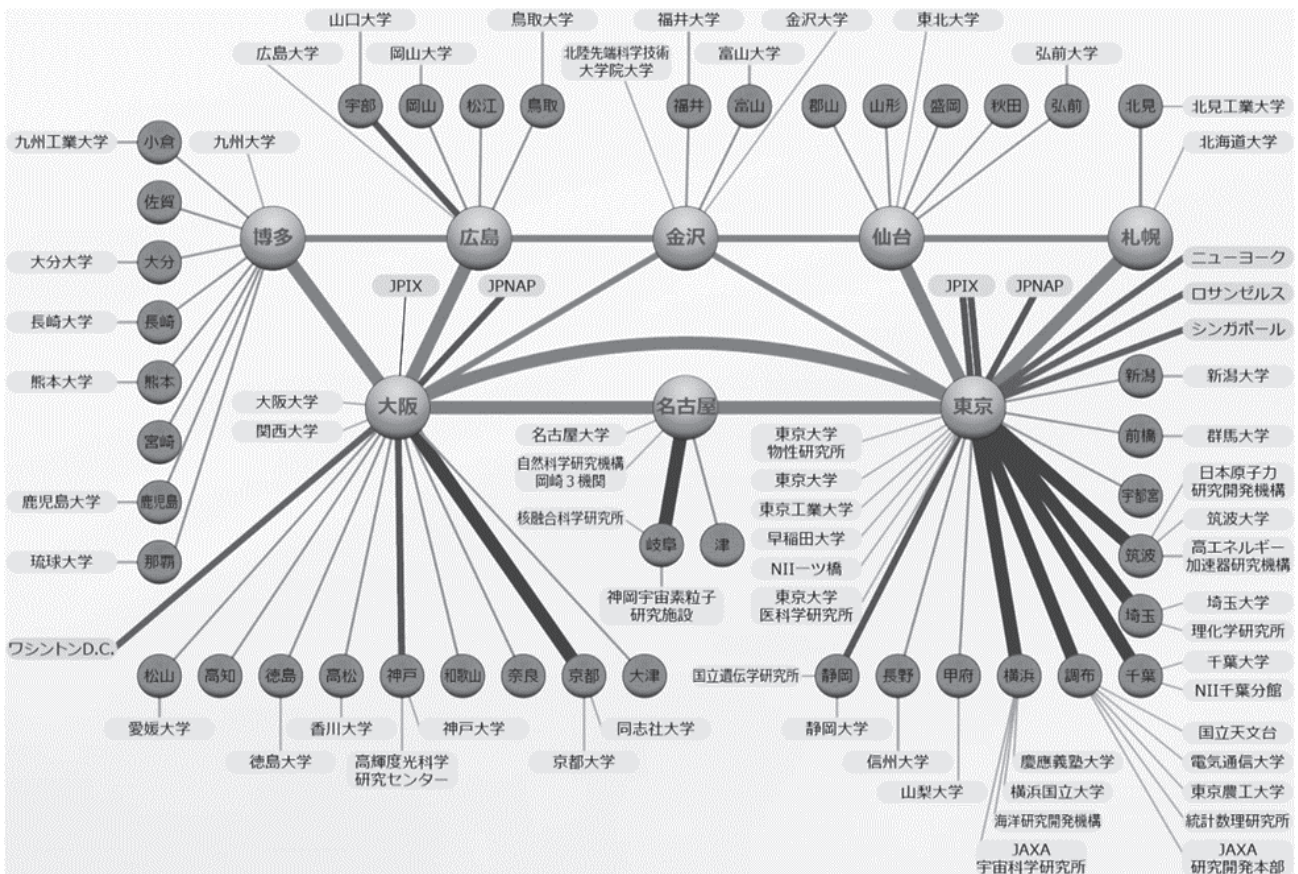 山口大学
鳥取大学
福井大学
金沢大学
東北大学
広島大学
岡山大学
北陸先端科学技術
大学院大学
富山大学
弘前大学
宇部
岡山
松江
鳥取
福井
富山
郡山
山形
盛岡
秋田
弘前
北見
北見工業大学
九州工業大学
小倉
九州大学
北海道大学
佐賀
博多
広島
金沢
仙台
札幌
大分大学
大分
ニューヨーク
JPIX
JPNAP
JPIX
JPNAP
ロサンゼルス
長崎大学
長崎
シンガポール
熊本大学
熊本
新潟
新潟大学
大阪大学
大阪
名古屋
東京
関西大学
宮崎
名古屋大学
東京大学
物性研究所
前橋
群馬大学
自然科学研究機構
岡崎3機関
東京大学
日本原子力
研究開発機構
鹿児島大学
鹿児島
宇都宮
核融合科学研究所
東京工業大学
筑波大学
早稲田大学
岐阜
津
筑波
高エネルギー
加速器研究機構
琉球大学
那覇
NII一ツ橋
神岡宇宙素粒子
研究施設
東京大学
医科学研究所
埼玉
埼玉大学
理化学研究所
ワシントンD.C.
松山
高知
徳島
高松
神戸
和歌山
奈良
京都
大津
国立遺伝学研究所
静岡
長野
甲府
横浜
調布
千葉
千葉大学
NII千葉分館
愛媛大学
香川大学
神戸大学
同志社大学
静岡大学
国立天文台
徳島大学
高輝度光科学
研究センター
京都大学
信州大学
慶應義塾大学
電気通信大学
山梨大学
横浜国立大学
東京農工大学
海洋研究開発機構
統計数理研究所
JAXA
宇宙科学研究所
JAXA
研究開発本部